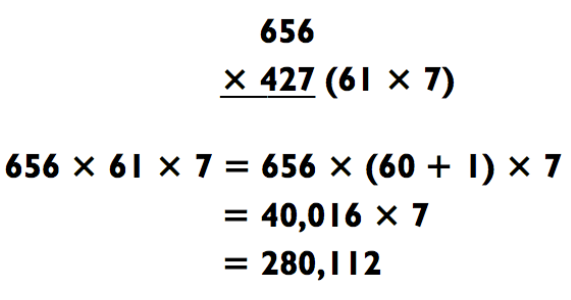 656
× 427 (61 × 7)
656 × 61 × 7 = 656 × (60 + 1) × 7
= 40,016 × 7
= 280,112